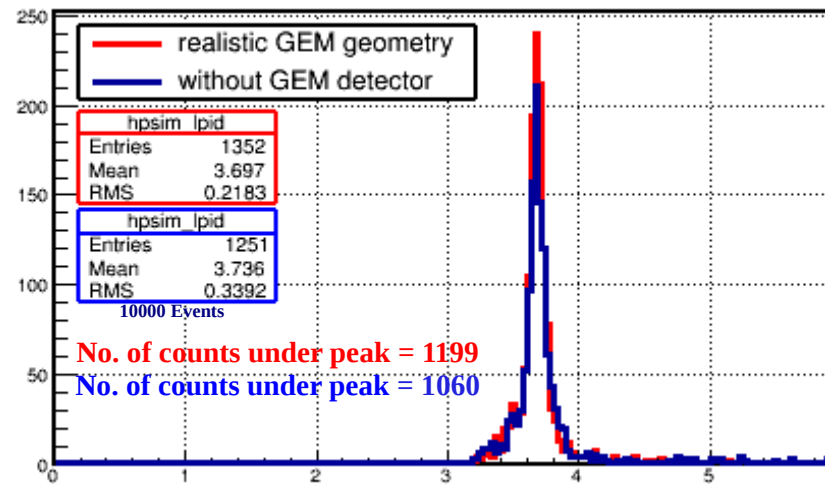 250
200
150
100
50
0
realistic GEM geometry
without GEM detector
hpsim_lpid
Entries 1352
Mean 3.697
RMS 0.2183
hpsim_lpid
Entries 1251
Mean 3.736
RMS 0.3392
10000 Events
No. of counts under peak = 1199
No. of counts under peak = 1060
0 1 2 3 4 5